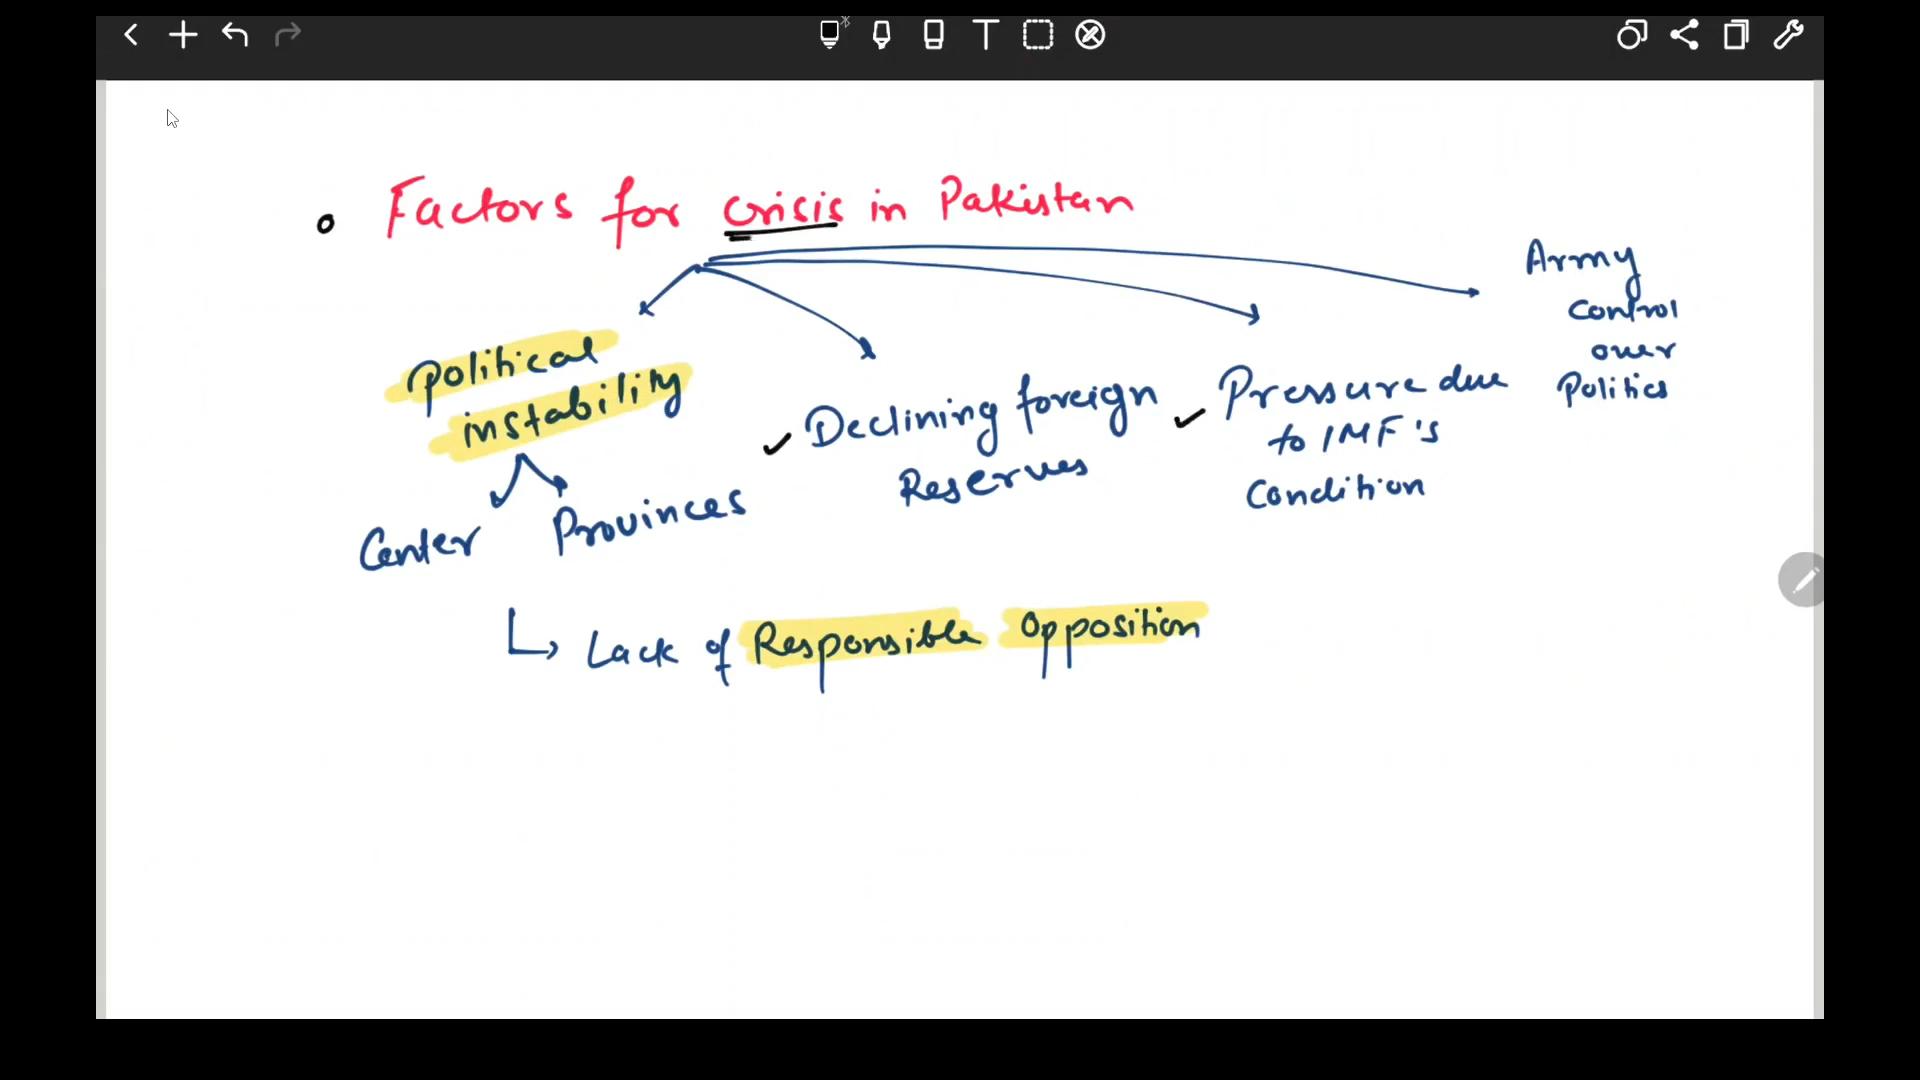 Factors for crisis in Pakistan
Political
instability
Center
Provinces
Declining foreign
Reserves
Pressure due
to IMF's
Condition
Army
Control
over
Politics
Lack of Responsible Opposition